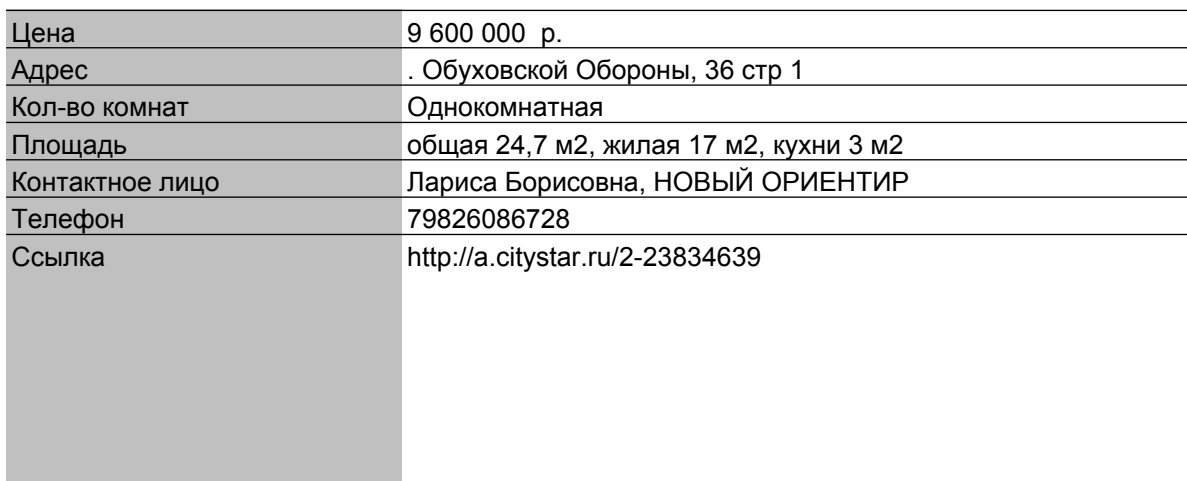 Цена 9 600 000 р.
Адрес . Обуховской Обороны, 36 стр 1
Кол-во комнат Однокомнатная
Площадь общая 24,7 м2, жилая 17 м2, кухни 3 м2
Контактное лицо Лариса Борисовна, НОВЫЙ ОРИЕНТИР
Телефон 79826086728
Ссылка http://a.citystar.ru/2-23834639